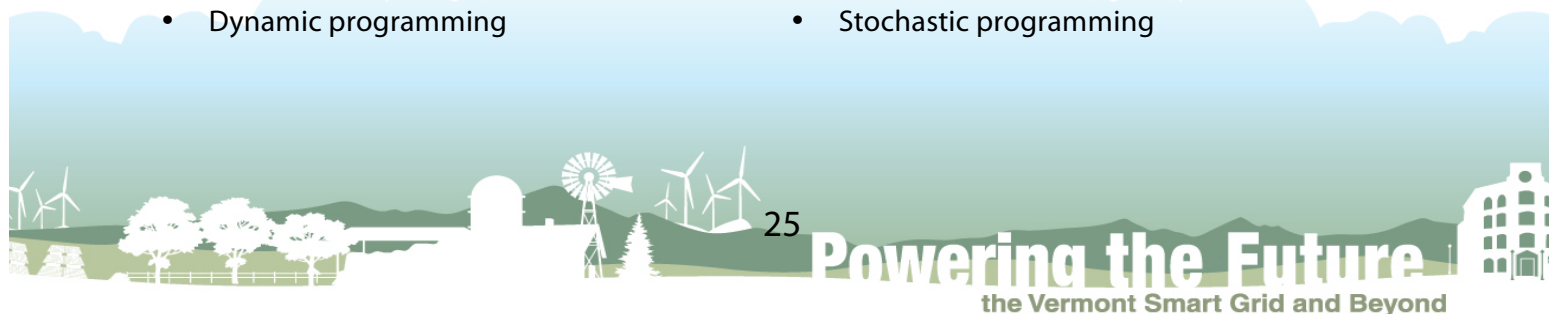 • Dynamic programming
• Stochastic programming
25
Powering the Future
the Vermont Smart Grid and Beyond